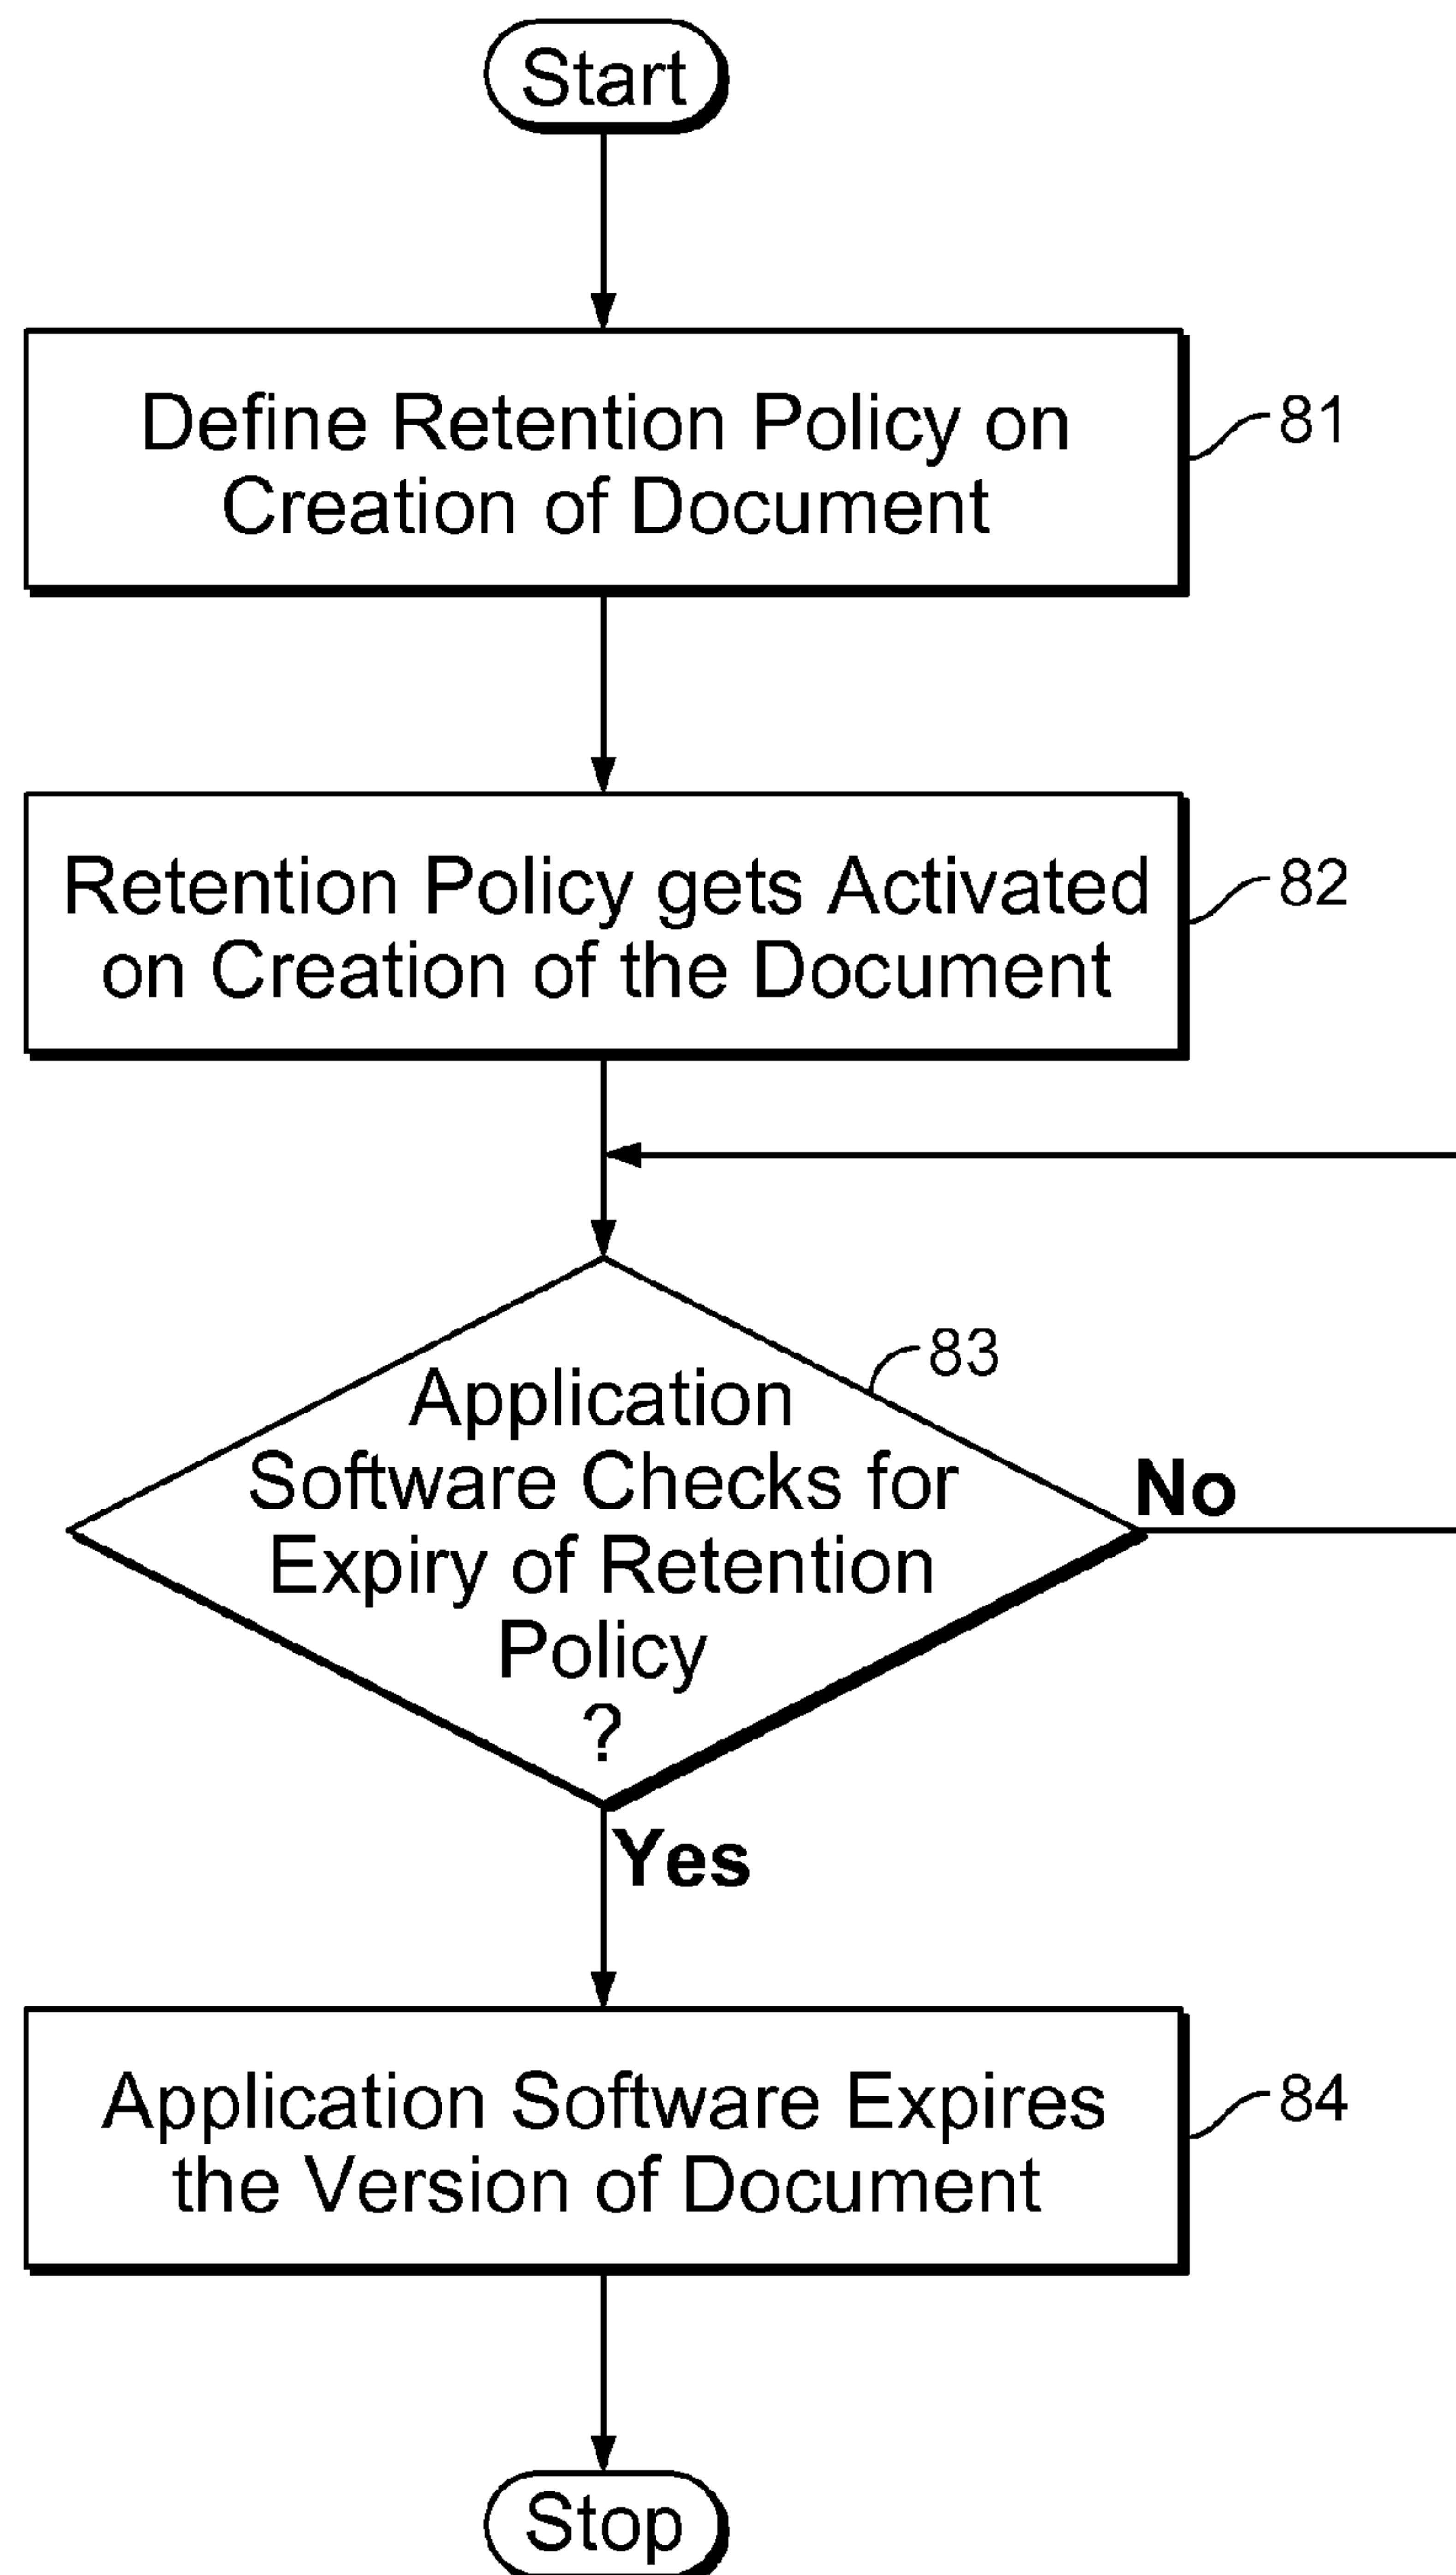 Start
Define Retention Policy on
Creation of Document
81
Retention Policy gets Activated
on Creation of the Document
82
83
Application
Software Checks for
Expiry of Retention
Policy
?
No
Yes
Application Software Expires
the Version of Document
84
Stop